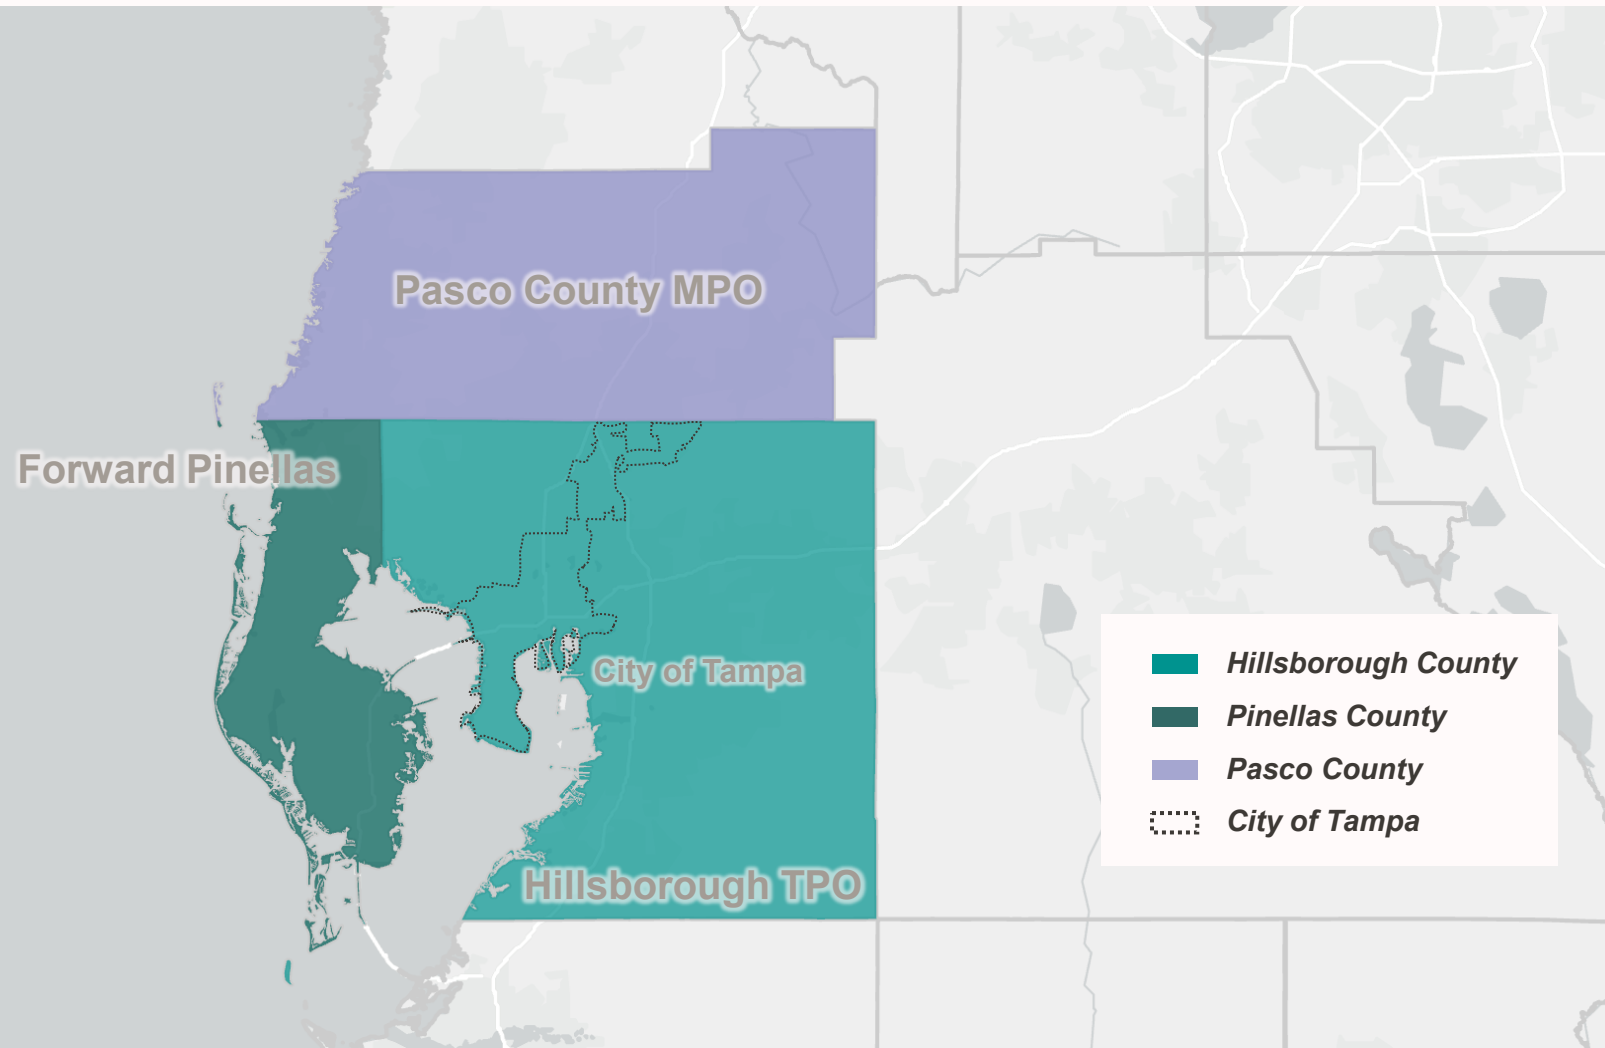 Pasco County MPO
Forward Pinellas
City of Tampa
Hillsborough TPO
Hillsborough County
Pinellas County
Pasco County
City of Tampa